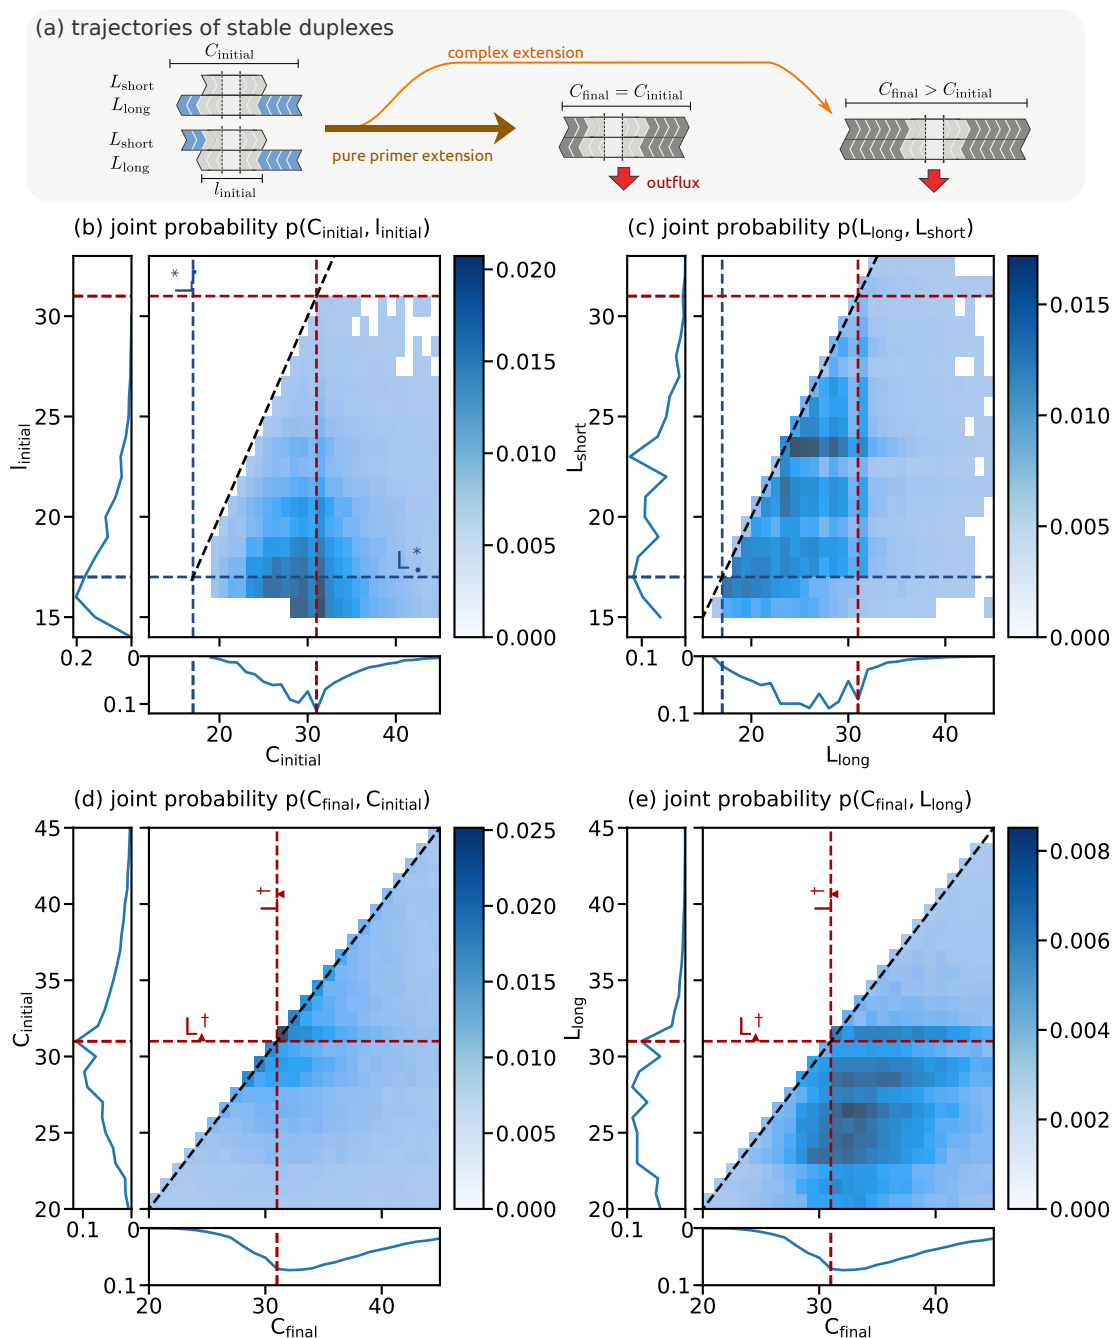 (a) trajectories of stable duplexes
C_initial
complex extension
L_short
L_long
C_final = C_initial
C_final > C_initial
L_short
L_long
pure primer extension
l_initial
outflux
(b) joint probability p(C_initial, l_initial)
(c) joint probability p(L_long, L_short)
L*
L*
l_initial
30
25
20
15
0.2
0
0.1
20
30
40
C_initial
0.020
0.015
0.010
0.005
0.000
L_short
30
25
20
15
0.1
0
0.1
20
30
40
L_long
0.015
0.010
0.005
0.000
(d) joint probability p(C_final, C_initial)
(e) joint probability p(C_final, L_long)
C_initial
45
40
35
30
25
20
L†
L†
0.1
0
0.1
20
30
40
C_final
0.025
0.020
0.015
0.010
0.005
0.000
L_long
45
40
35
30
25
20
L†
L†
0.1
0
0.1
20
30
40
C_final
0.008
0.006
0.004
0.002
0.000